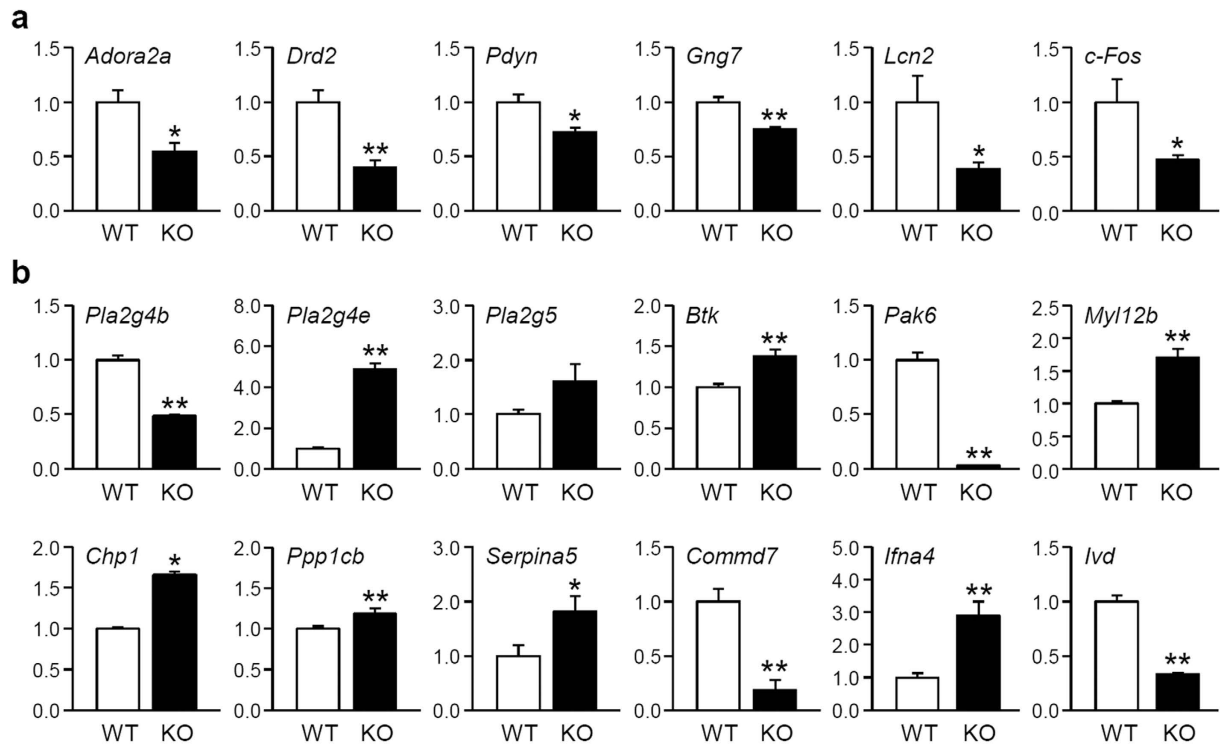 a
Adora2a Drd2 Pdyn Gng7 Lcn2 c-Fos
1.5 1.5 1.5 1.5 1.5 1.5
1.0 1.0 1.0 1.0 1.0 1.0
* ** * ** * *
0.5 0.5 0.5 0.5 0.5 0.5
0.0 0.0 0.0 0.0 0.0 0.0
WT KO WT KO WT KO WT KO WT KO WT KO
b
Pla2g4b Pla2g4e Pla2g5 Btk Pak6 Myl12b
1.5 8.0 3.0 2.0 1.5 2.5
1.0 6.0 2.0 1.5 1.0 2.0
0.5 4.0 1.0 1.0 0.5 1.5
0.0 2.0 0.0 0.5 0.0 1.0
0.0 0.0 0.5
0.0
** ** ** ** **
WT KO WT KO WT KO WT KO WT KO WT KO
Chp1 Ppp1cb Serpina5 Commd7 Ifna4 Ivd
2.0 2.0 3.0 1.5 5.0 1.5
1.5 1.5 2.0 1.0 4.0 1.0
1.0 1.0 1.0 0.5 3.0 0.5
0.5 0.5 0.0 0.0 2.0 0.0
0.0 0.0 1.0
0.0
* ** * ** ** **
WT KO WT KO WT KO WT KO WT KO WT KO